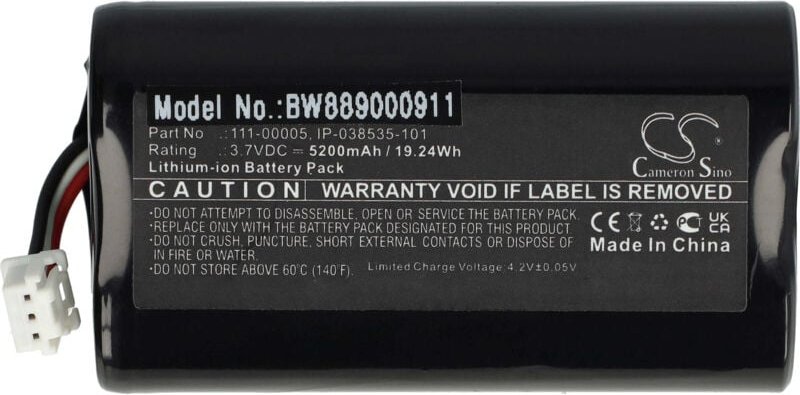 Model No.:BW889000911
Part No .: 111-00005, IP-038535-101
Rating .: 3.7VDC ⎓ 5200mAh / 19.24Wh
Lithium-ion Battery Pack
CS
Cameron Sino
CAUTION WARRANTY VOID IF LABEL IS REMOVED
•DO NOT DISASSEMBLE, OPEN OR SERVICE THE BATTERY PACK.
•REPLACE ONLY WITH THE BATTERY PACK DESIGNATED FOR THIS PRODUCT
•DO NOT CRUSH, PUNCTURE, SHORT EXTERNAL CONTACTS OR DISPOSE OF
IN FIRE.
•DO NOT STORE ABOVE 60°C (140°F).
Limited Charge Voltage: 4.2V±0.05V
CE UK CA
Made In China